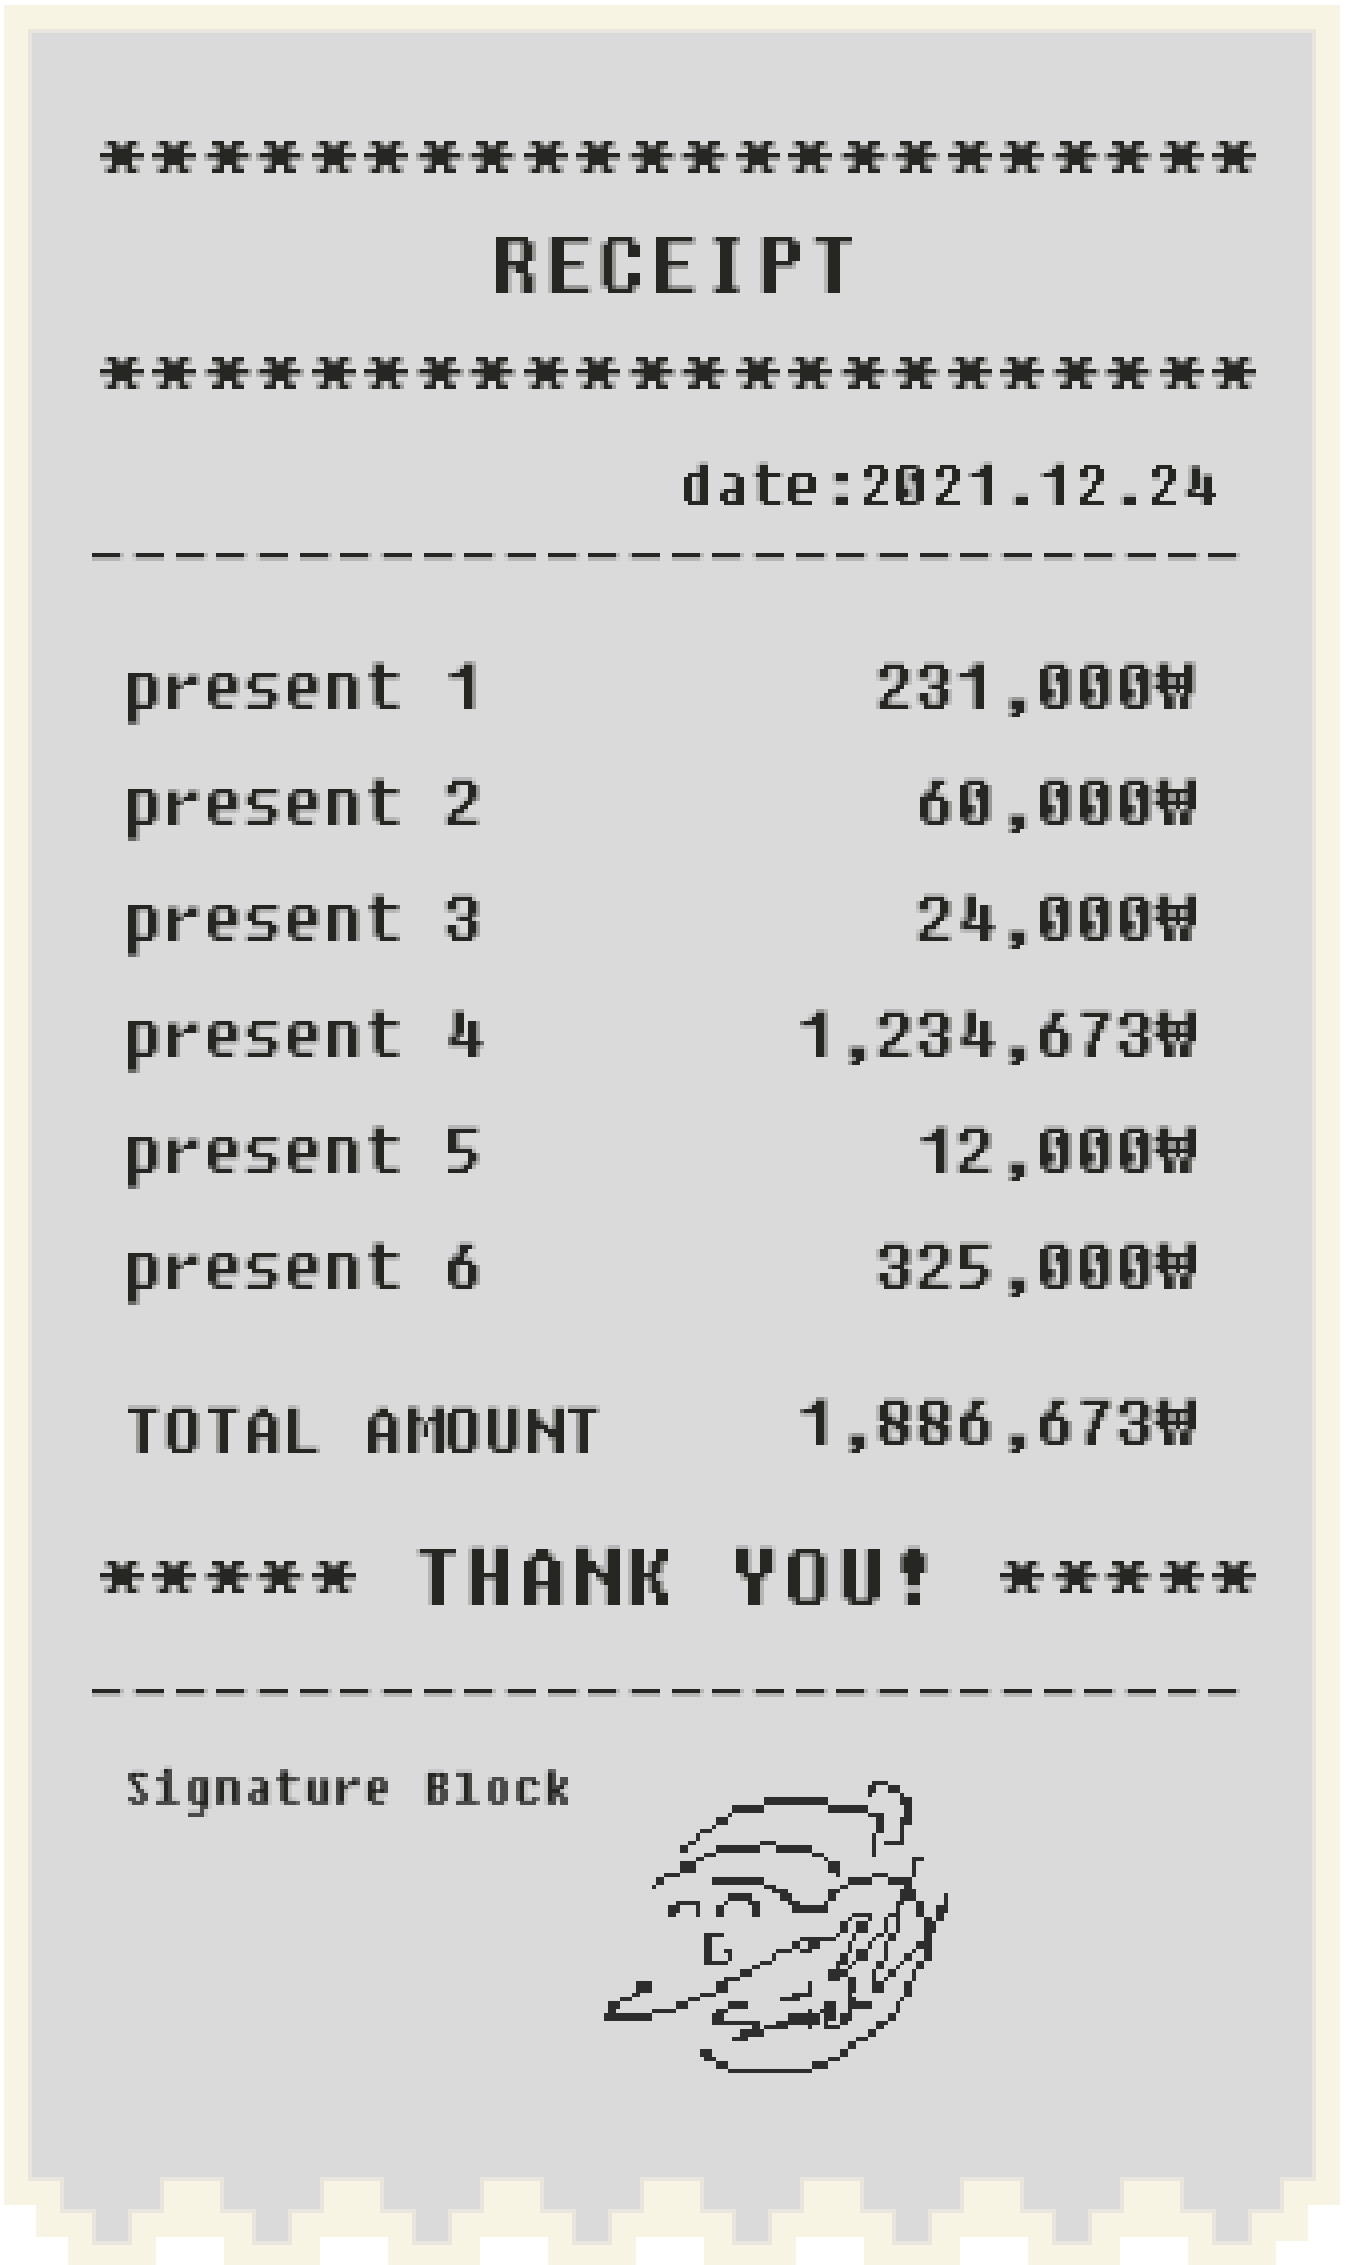 **********************
RECEIPT
**********************
date:2021.12.24
present 1 231,000₩
present 2 60,000₩
present 3 24,000₩
present 4 1,234,673₩
present 5 12,000₩
present 6 325,000₩
TOTAL AMOUNT 1,886,673₩
***** THANK YOU! *****
Signature Block